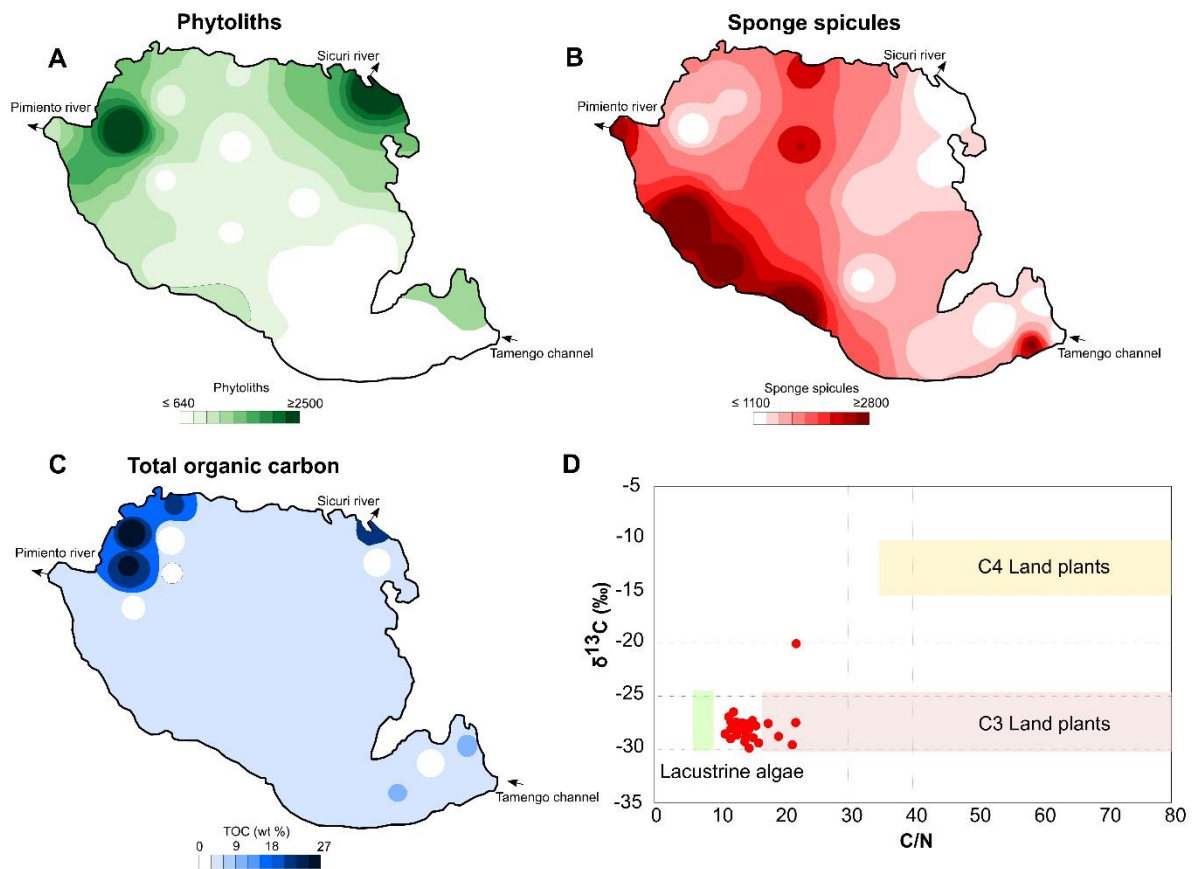 Phytoliths
A
Sicuri river
Pimiento river
Tamengo channel
Phytoliths
≤ 640
≥2500
Sponge spicules
B
Sicuri river
Pimiento river
Tamengo channel
Sponge spicules
≤ 1100
≥2800
C
Total organic carbon
Sicuri river
Pimiento river
Tamengo channel
TOC (wt %)
0 9 18 27
D
δ13C (‰)
-5
-10
-15
-20
-25
-30
-35
C4 Land plants
C3 Land plants
Lacustrine algae
0 10 20 30 40 50 60 70 80
C/N